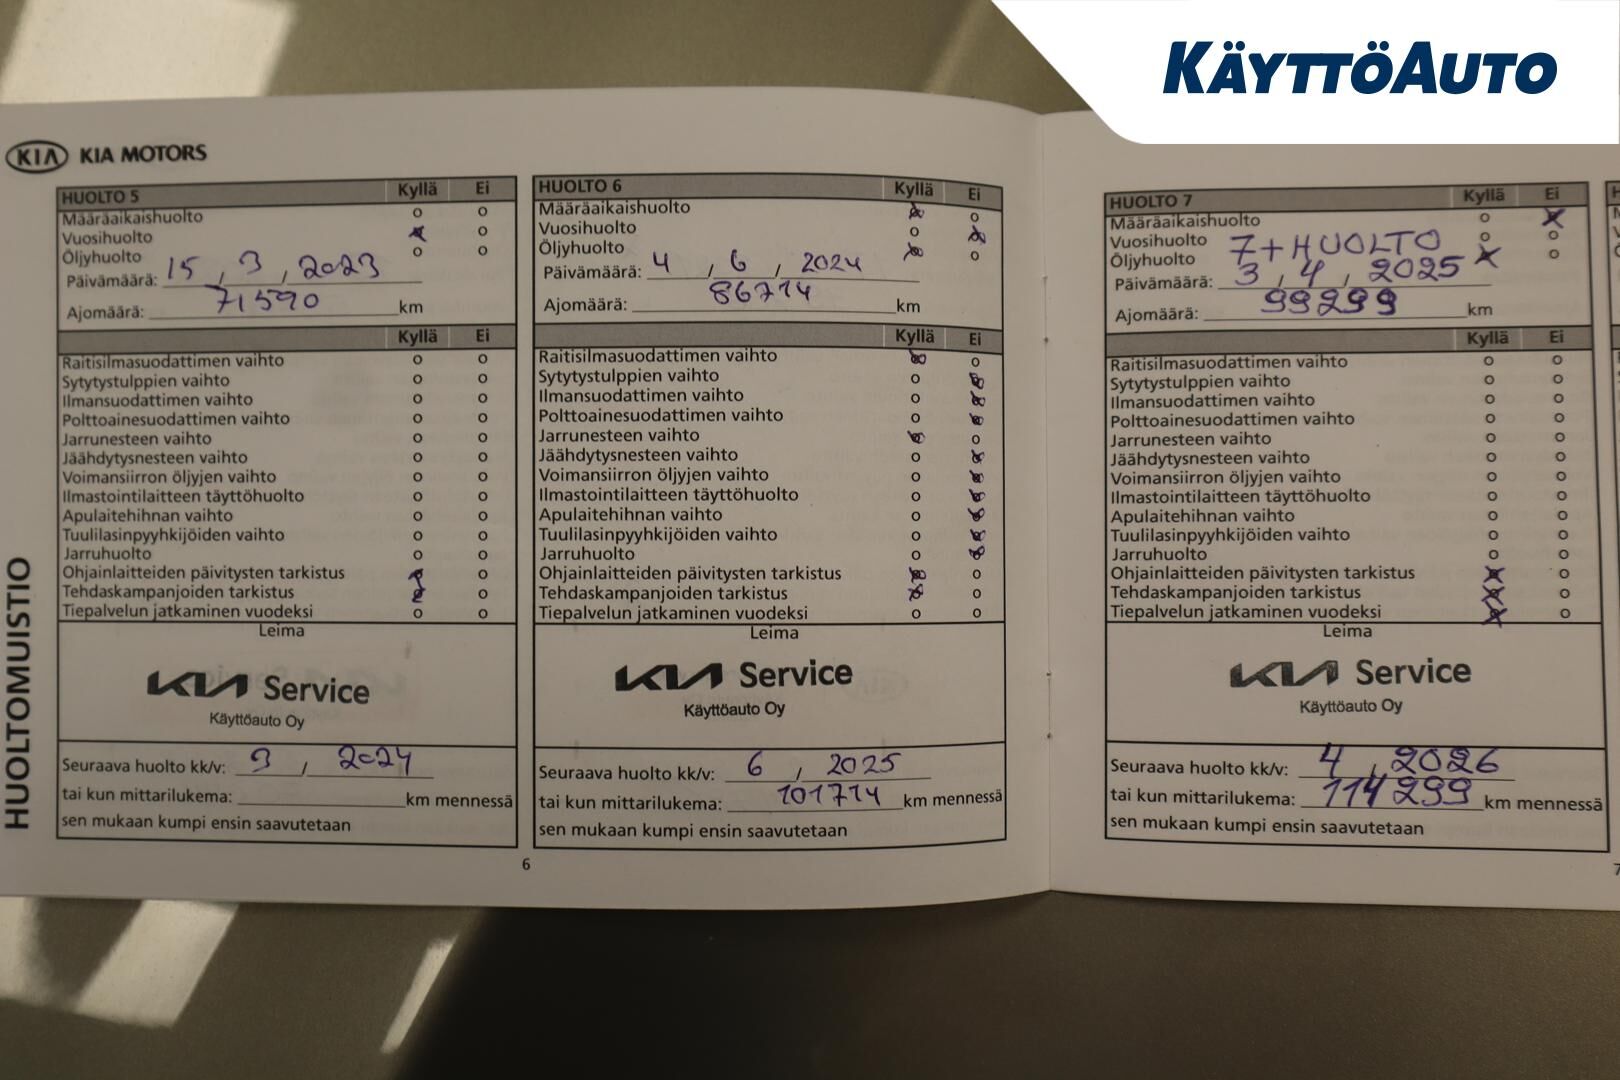 KÄYTTÖAUTO
KIA KIA MOTORS
HUOLTOMUISTIO
HUOLTO 5 Kyllä Ei
Määräaikaishuolto
Vuosihuolto
Öljyhuolto
Päivämäärä: 15, 3, 2023
Ajomäärä: 71590 km
Kyllä Ei
Raitisilmasuodattimen vaihto
Sytytystulppien vaihto
Ilmansuodattimen vaihto
Polttoainesuodattimen vaihto
Jarrunesteen vaihto
Jäähdytysnesteen vaihto
Voimansiirron öljyjen vaihto
Ilmastointilaitteen täyttöhuolto
Apulaitehihnan vaihto
Tuulilasinpyyhkijöiden vaihto
Jarruhuolto
Ohjainlaitteiden päivitysten tarkistus
Tehdaskampanjoiden tarkistus
Tiepalvelun jatkaminen vuodeksi
Leima
KIA Service
Käyttöauto Oy
Seuraava huolto kk/v: 3 / 2024
tai kun mittarilukema: km mennessä
sen mukaan kumpi ensin saavutetaan
6
HUOLTO 6 Kyllä Ei
Määräaikaishuolto
Vuosihuolto
Öljyhuolto
Päivämäärä: 4 / 6 / 2024
Ajomäärä: 86714 km
Kyllä Ei
Raitisilmasuodattimen vaihto
Sytytystulppien vaihto
Ilmansuodattimen vaihto
Polttoainesuodattimen vaihto
Jarrunesteen vaihto
Jäähdytysnesteen vaihto
Voimansiirron öljyjen vaihto
Ilmastointilaitteen täyttöhuolto
Apulaitehihnan vaihto
Tuulilasinpyyhkijöiden vaihto
Jarruhuolto
Ohjainlaitteiden päivitysten tarkistus
Tehdaskampanjoiden tarkistus
Tiepalvelun jatkaminen vuodeksi
Leima
KIA Service
Käyttöauto Oy
Seuraava huolto kk/v: 6 , 2025
tai kun mittarilukema: 101714 km mennessä
sen mukaan kumpi ensin saavutetaan
HUOLTO 7 Kyllä Ei
Määräaikaishuolto
Vuosihuolto 7+HUOLTO
Öljyhuolto
Päivämäärä: 3 , 4 , 2025
Ajomäärä: 99299 km
Kyllä Ei
Raitisilmasuodattimen vaihto
Sytytystulppien vaihto
Ilmansuodattimen vaihto
Polttoainesuodattimen vaihto
Jarrunesteen vaihto
Jäähdytysnesteen vaihto
Voimansiirron öljyjen vaihto
Ilmastointilaitteen täyttöhuolto
Apulaitehihnan vaihto
Tuulilasinpyyhkijöiden vaihto
Jarruhuolto
Ohjainlaitteiden päivitysten tarkistus
Tehdaskampanjoiden tarkistus
Tiepalvelun jatkaminen vuodeksi
Leima
KIA Service
Käyttöauto Oy
Seuraava huolto kk/v: 4 , 2026
tai kun mittarilukema: 114299 km mennessä
sen mukaan kumpi ensin saavutetaan